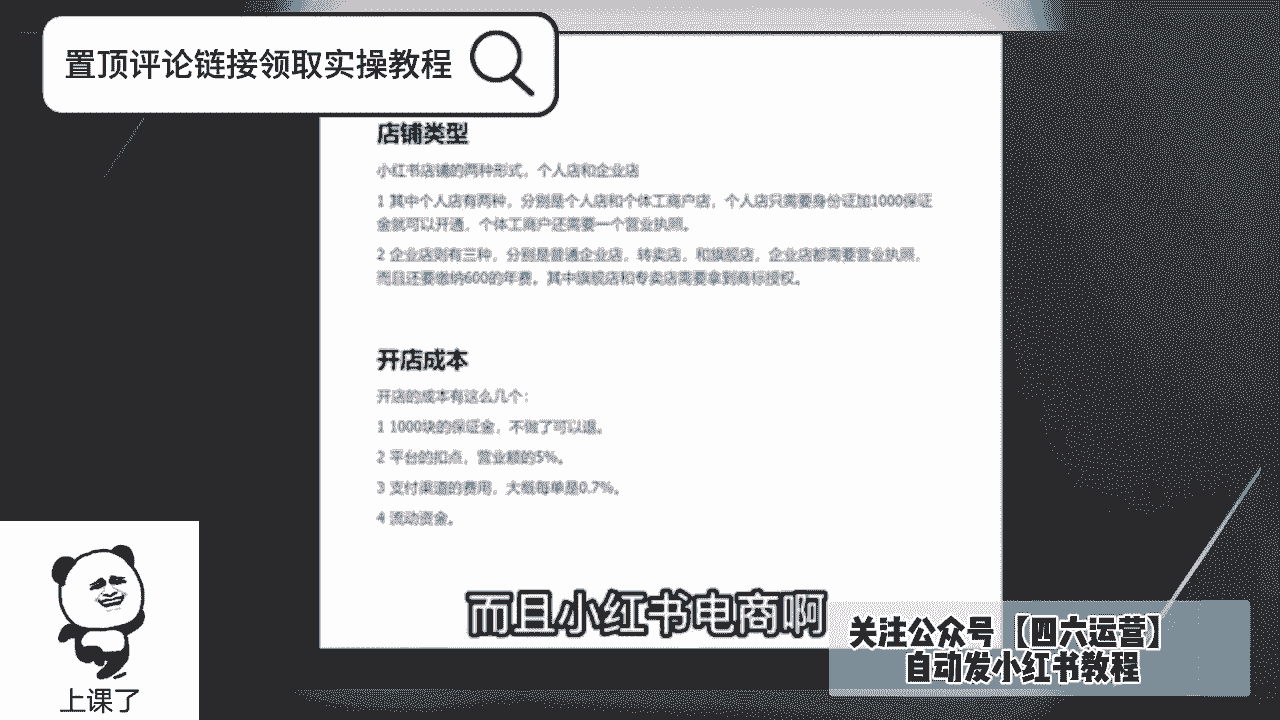 置顶评论链接领取实操教程
店铺类型
小红书店铺的两种形式，个人店和企业店
1 其中个人店有两种，分别是个人店和个体工商户店，个人店只需要身份证加1000保证
金就可以开通，个体工商户还需要一个营业执照。
2 企业店则有三种，分别是普通企业店，转卖店，和旗舰店，企业店都需要营业执照，
而且还要缴纳600的年费。其中旗舰店和专卖店需要拿到商标授权。
开店成本
开店的成本有这么几个：
1 1000块的保证金，不做了可以退。
2 平台的扣点，营业额的5%。
3 支付渠道的费用，大概每单是0.7%。
4 流动资金。
而且小红书电商啊
关注公众号【四六运营】
自动发小红书教程
上课了